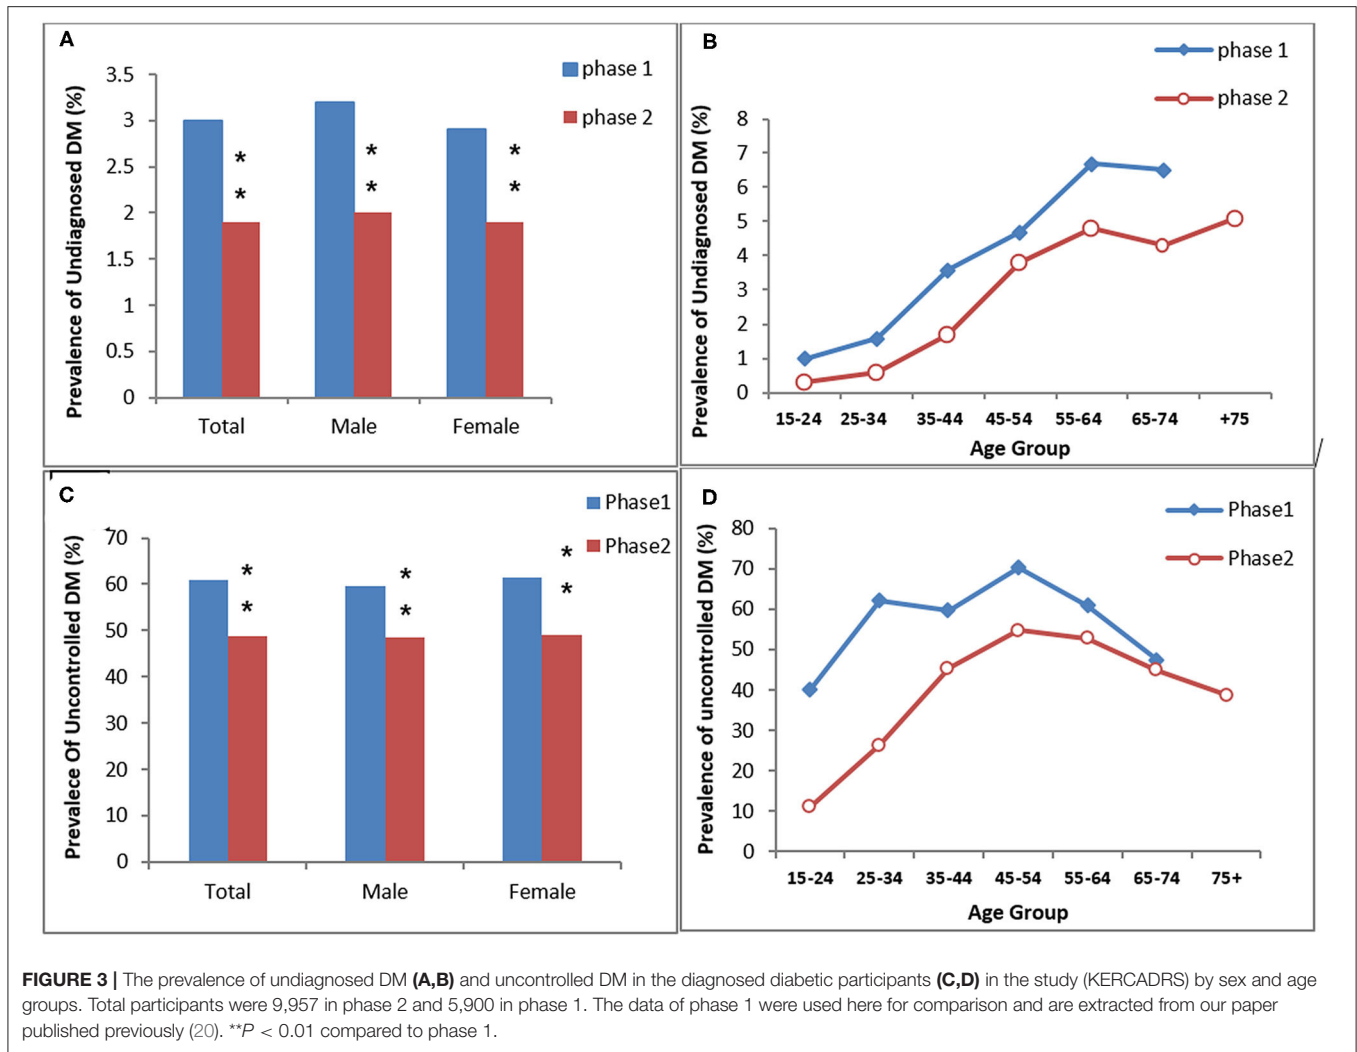 A
phase 1
phase 2
Prevalence of Undiagnosed DM (%)
3.5
3
2.5
2
1.5
1
0.5
0
* * *
* * *
Total Male Female
B
phase 1
phase 2
Prevalence of Undiagnosed DM (%)
8
7
6
5
4
3
2
1
0
15-24 25-34 35-44 45-54 55-64 65-74 +75
Age Group
C
Phase1
Phase2
Prevalece Of Uncontrolled DM (%)
70
60
50
40
30
20
10
0
* * *
* * *
Total Male Female
D
Phase1
Phase2
Prevalence of uncontrolled DM (%)
80
70
60
50
40
30
20
10
0
15-24 25-34 35-44 45-54 55-64 65-74 75+
Age Group
FIGURE 3 | The prevalence of undiagnosed DM (A,B) and uncontrolled DM in the diagnosed diabetic participants (C,D) in the study (KERCADRS) by sex and age
groups. Total participants were 9,957 in phase 2 and 5,900 in phase 1. The data of phase 1 were used here for comparison and are extracted from our paper
published previously (20). **P < 0.01 compared to phase 1.